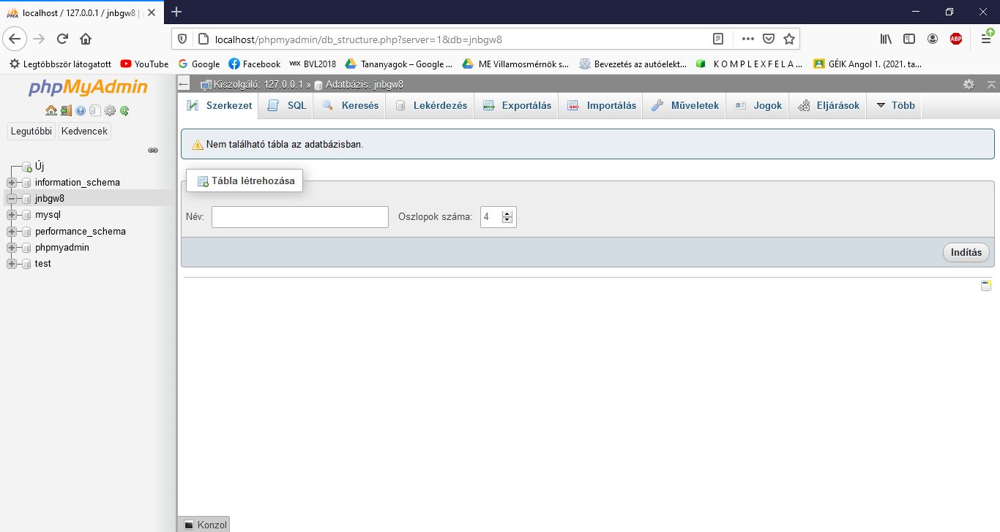 localhost / 127.0.0.1 / jnbgw8 |
localhost/phpmyadmin/db_structure.php?server=1&db=jnbgw8
ABP
Legtöbbször látogatott YouTube Google Facebook WIX BVL2018 Tananyagok – Google ... ME Villamosmérnök s... Bevezetés az autóelekt... K O M P L E X F E L A ... GÉIK Angol 1. (2021. ta...
phpMyAdmin
Legutóbbi Kedvencek
Új
information_schema
jnbgw8
mysql
performance_schema
phpmyadmin
test
Kiszolgáló: 127.0.0.1 » Adatbázis: jnbgw8
Szerkezet SQL Keresés Lekérdezés Exportálás Importálás Műveletek Jogok Eljárások Több
Nem található tábla az adatbázisban.
Tábla létrehozása
Név: Oszlopok száma: 4
Indítás
Konzol